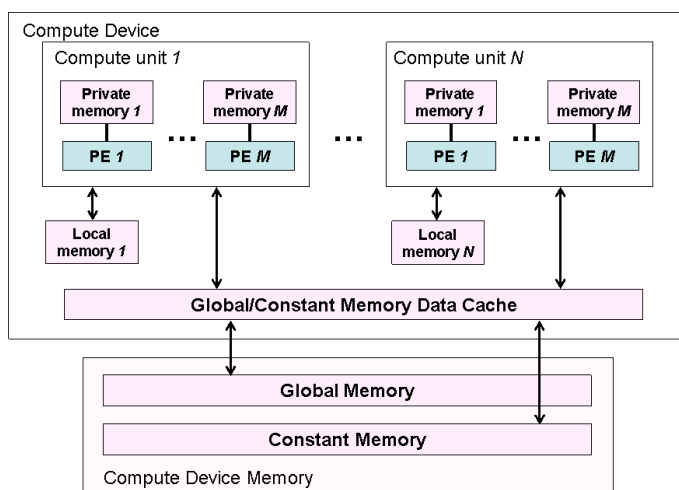 Compute Device
Compute unit 1
Compute unit N
Private memory 1
Private memory M
Private memory 1
Private memory M
PE 1
...
PE M
...
PE 1
...
PE M
Local memory 1
Local memory N
Global/Constant Memory Data Cache
Global Memory
Constant Memory
Compute Device Memory